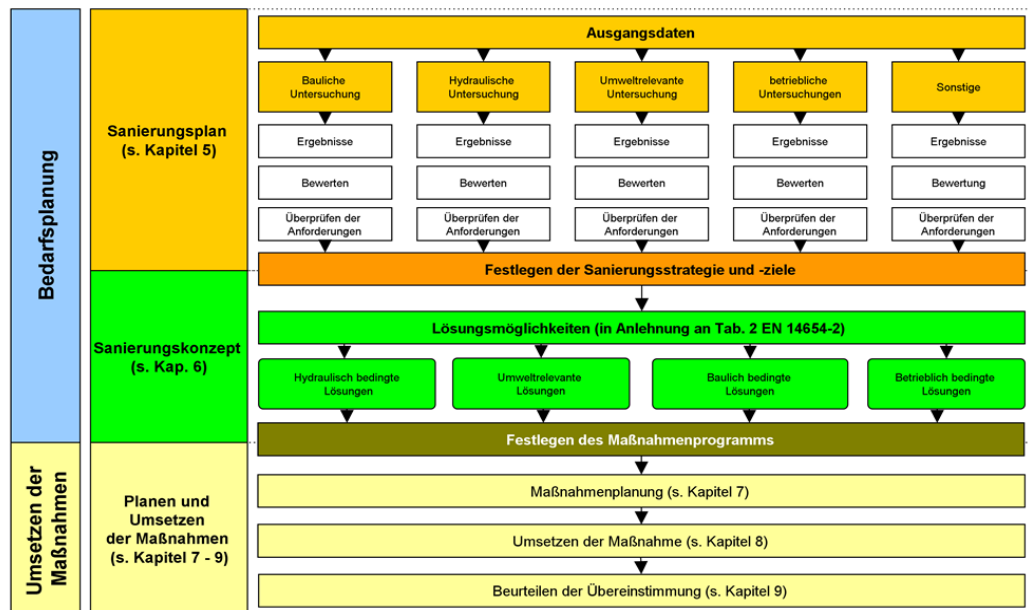 Bedarfsplanung
Umsetzen der
Maßnahmen
Sanierungsplan
(s. Kapitel 5)
Sanierungskonzept
(s. Kap. 6)
Planen und
Umsetzen
der Maßnahmen
(s. Kapitel 7 - 9)
Ausgangsdaten
Bauliche
Untersuchung
Hydraulische
Untersuchung
Umweltrelevante
Untersuchung
betriebliche
Untersuchungen
Sonstige
Ergebnisse
Ergebnisse
Ergebnisse
Ergebnisse
Ergebnisse
Bewerten
Bewerten
Bewerten
Bewerten
Bewertung
Überprüfen der
Anforderungen
Überprüfen der
Anforderungen
Überprüfen der
Anforderungen
Überprüfen der
Anforderungen
Überprüfen der
Anforderungen
Festlegen der Sanierungsstrategie und -ziele
Lösungsmöglichkeiten (in Anlehnung an Tab. 2 EN 14654-2)
Hydraulisch bedingte
Lösungen
Umweltrelevante
Lösungen
Baulich bedingte
Lösungen
Betrieblich bedingte
Lösungen
Festlegen des Maßnahmenprogramms
Maßnahmenplanung (s. Kapitel 7)
Umsetzen der Maßnahme (s. Kapitel 8)
Beurteilen der Übereinstimmung (s. Kapitel 9)